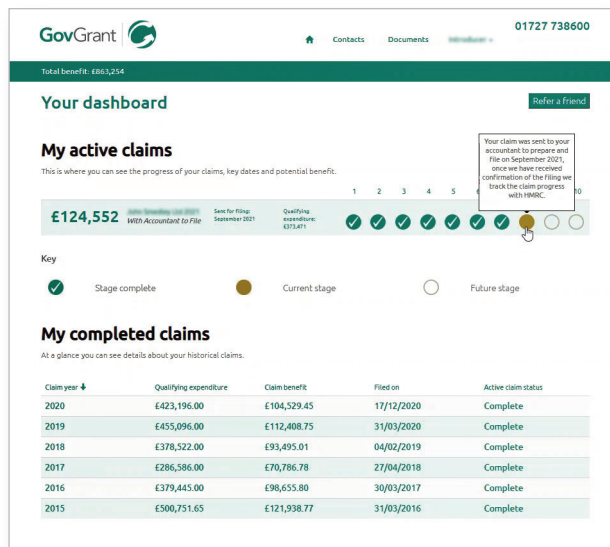 GovGrant
01727 738600
Contacts
Documents
Total benefit: £863,254
Your dashboard
Refer a friend
My active claims
This is where you can see the progress of your claims, key dates and potential benefit.
Your claim was sent to your
accountant to prepare and
file on September 2021,
once we have received
confirmation of the filing we
track the claim progress
with HMRC.
1 2 3 4 5 10
£124,552
With Accountant to File
Sent for filing:
September 2021
Qualifying
expenditure:
£373,471
Key
Stage complete
Current stage
Future stage
My completed claims
At a glance you can see details about your historical claims.
Claim year Qualifying expenditure Claim benefit Filed on Active claim status
2020 £423,196.00 £104,529.45 17/12/2020 Complete
2019 £455,096.00 £112,408.75 31/03/2020 Complete
2018 £378,522.00 £93,495.01 04/02/2019 Complete
2017 £286,586.00 £70,786.78 27/04/2018 Complete
2016 £379,445.00 £98,655.80 30/03/2017 Complete
2015 £500,751.65 £121,938.77 31/03/2016 Complete